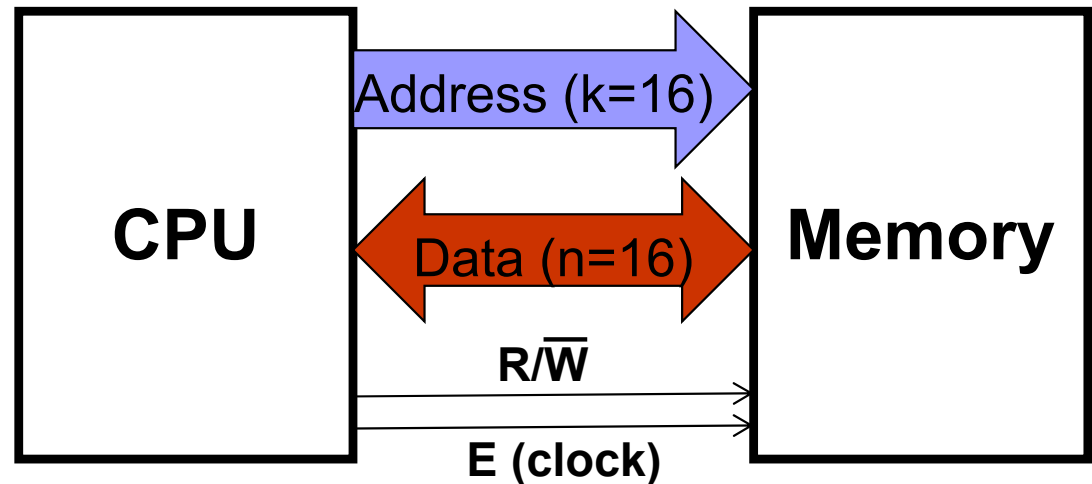 Address (k=16)
CPU
Data (n=16)
Memory
R/W̅
E (clock)